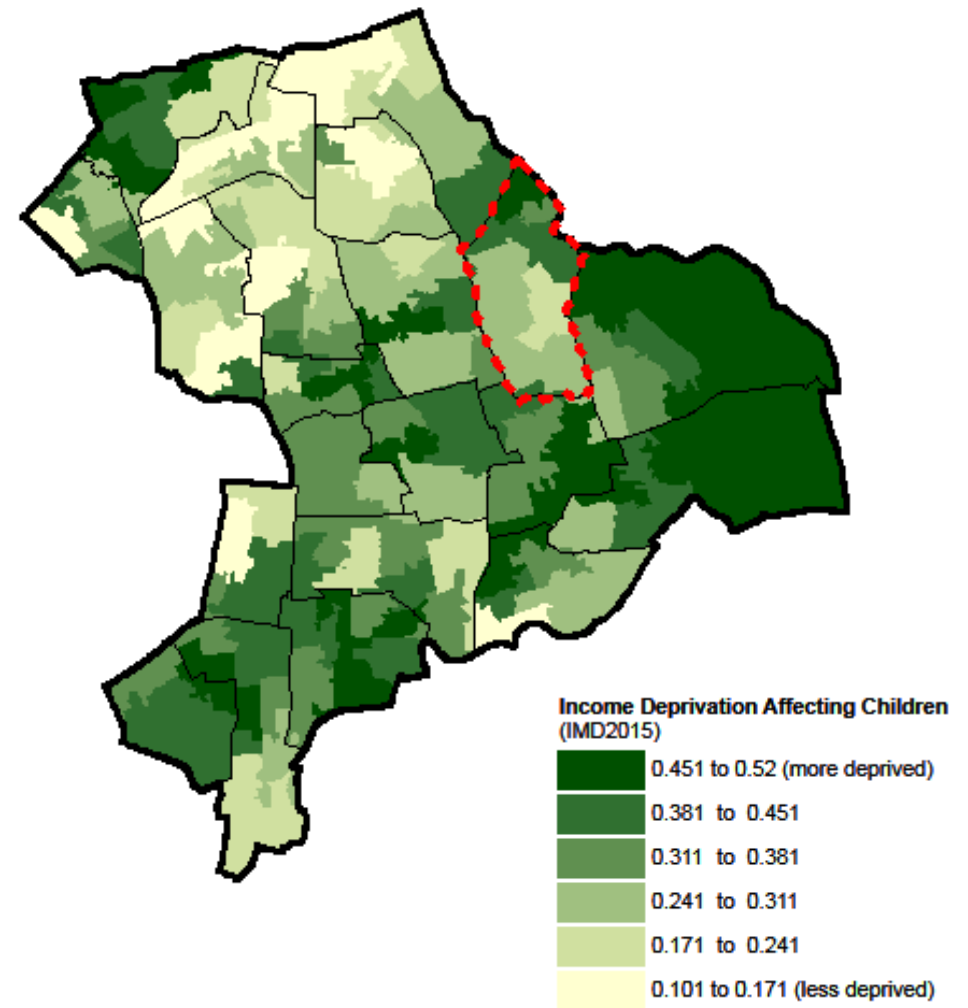 Income Deprivation Affecting Children
(IMD2015)
0.451 to 0.52 (more deprived)
0.381 to 0.451
0.311 to 0.381
0.241 to 0.311
0.171 to 0.241
0.101 to 0.171 (less deprived)